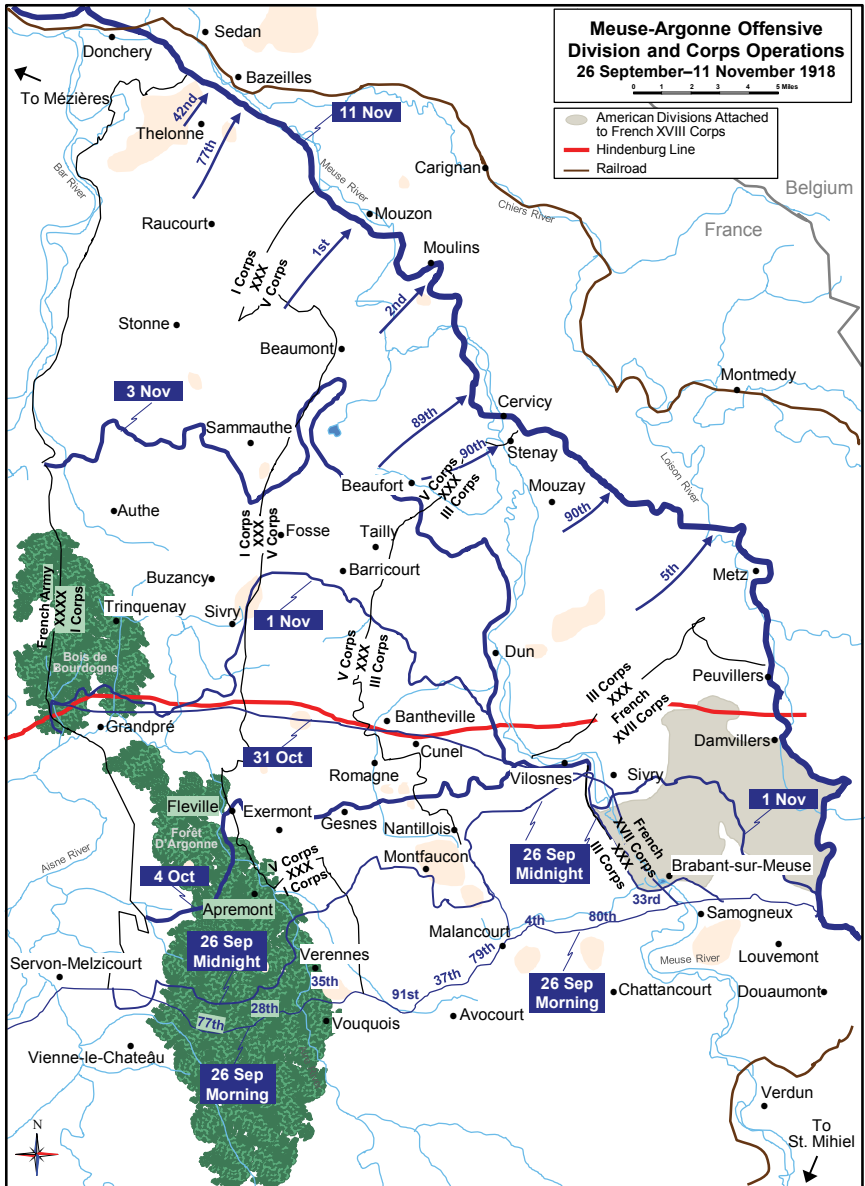 Meuse-Argonne Offensive
Division and Corps Operations
26 September–11 November 1918
0 1 2 3 4 5 Miles
American Divisions Attached
to French XVIII Corps
Hindenburg Line
Railroad
Sedan
Donchery
Bazeilles
To Mézières
42nd
Thelonne
11 Nov
77th
Bar River
Meuse River
Carignan
Chiers River
Belgium
France
Raucourt
Mouzon
1st
I Corps
XXX
V Corps
Moulins
2nd
Stonne
Beaumont
Montmedy
3 Nov
Sammauthe
89th
Cervicy
90th
Stenay
Loison River
Beaufort
V Corps
XXX
III Corps
Mouzay
90th
Authe
I Corps
XXX
V Corps
Fosse
Tailly
Barricourt
5th
Metz
Buzancy
French Army
XXXX
I Corps
Trinquenay
Sivry
1 Nov
Bois de
Bourdogne
V Corps
XXX
III Corps
Dun
III Corps
XXX
French
XVII Corps
Peuvillers
Grandpré
Bantheville
Cunel
Damvillers
31 Oct
Romagne
Vilosnes
Sivry
Fleville
Exermont
Gesnes
Nantillois
1 Nov
Forêt
D'Argonne
V Corps
XXX
I Corps
Montfaucon
26 Sep
Midnight
French
XVII Corps
XXX
III Corps
Brabant-sur-Meuse
Aisne River
4 Oct
Apremont
33rd
80th
4th
Samogneux
26 Sep
Midnight
Malancourt
79th
37th
91st
Meuse River
Louvemont
Servon-Melzicourt
Verennes
35th
26 Sep
Morning
Chattancourt
Douaumont
28th
77th
Vouquois
Avocourt
Vienne-le-Chateâu
26 Sep
Morning
Verdun
N
To
St. Mihiel